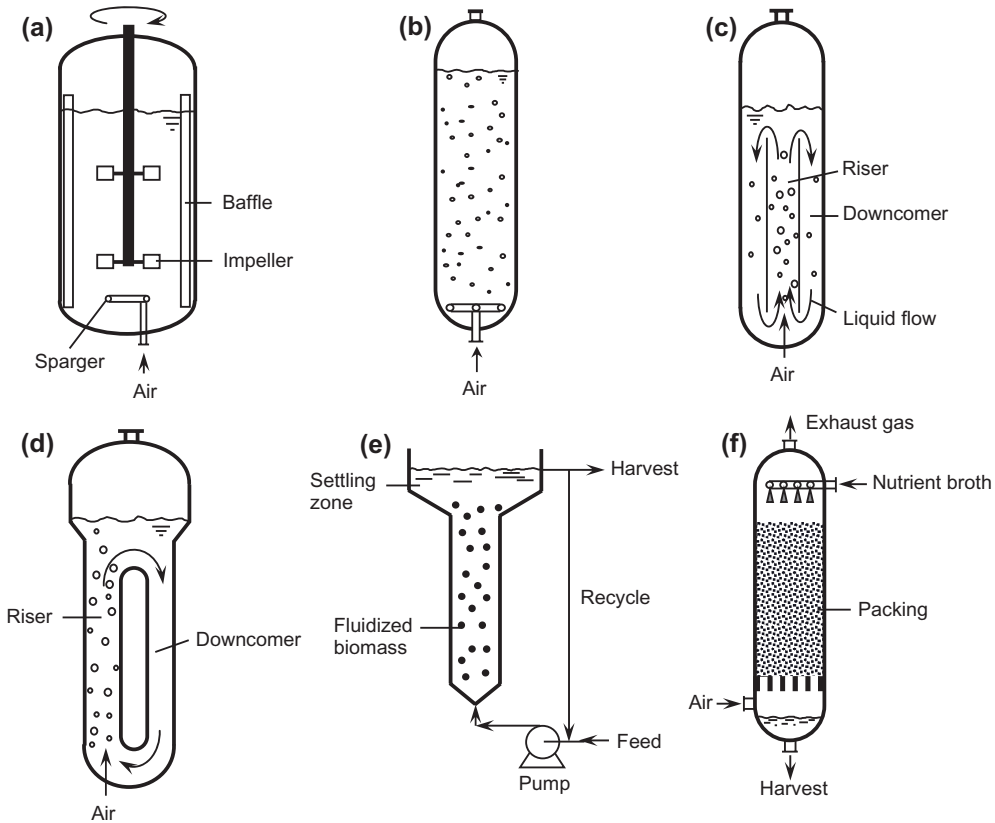 (a)
Baffle
Impeller
Sparger
Air
(b)
Air
(c)
Riser
Downcomer
Liquid flow
Air
(d)
Riser
Downcomer
Air
(e)
Settling
zone
Harvest
Recycle
Fluidized
biomass
Feed
Pump
(f)
Exhaust gas
Nutrient broth
Packing
Air
Harvest